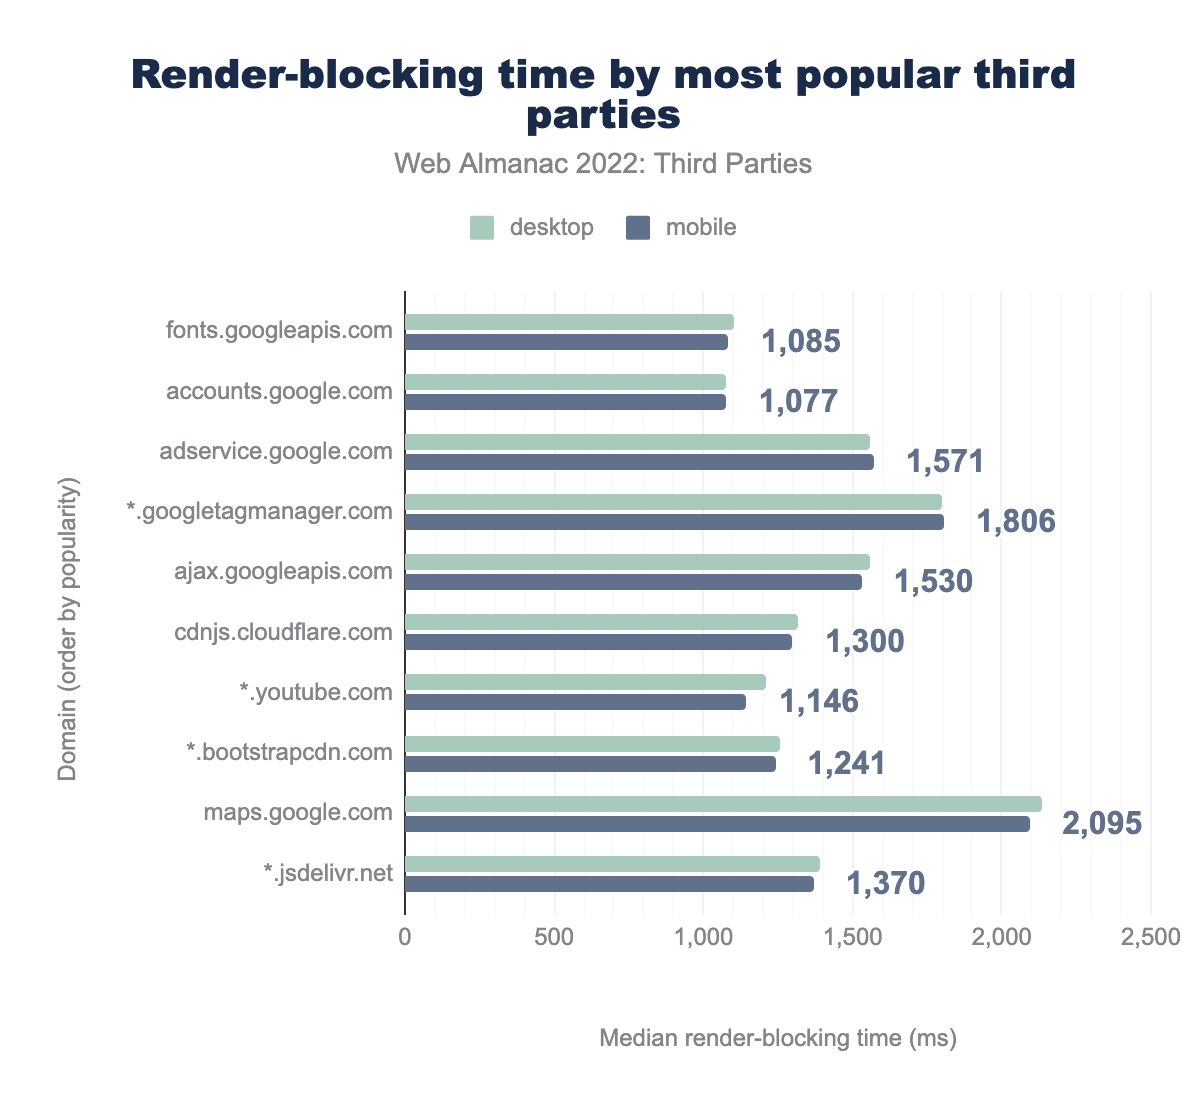 Render-blocking time by most popular third
parties
Web Almanac 2022: Third Parties
desktop
mobile
Domain (order by popularity)
fonts.googleapis.com
1,085
accounts.google.com
1,077
adservice.google.com
1,571
*.googletagmanager.com
1,806
ajax.googleapis.com
1,530
cdnjs.cloudflare.com
1,300
*.youtube.com
1,146
*.bootstrapcdn.com
1,241
maps.google.com
2,095
*.jsdelivr.net
1,370
0
500
1,000
1,500
2,000
2,500
Median render-blocking time (ms)